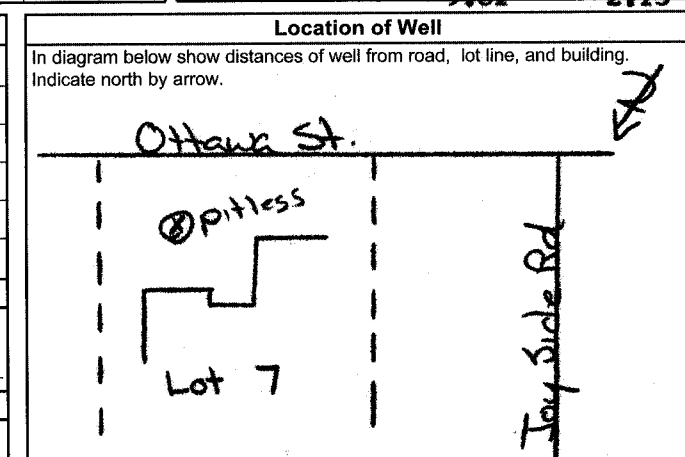 Location of Well
In diagram below show distances of well from road, lot line, and building.
Indicate north by arrow.
Ottawa St.
pitless
Lot 7
Joy Side Rd